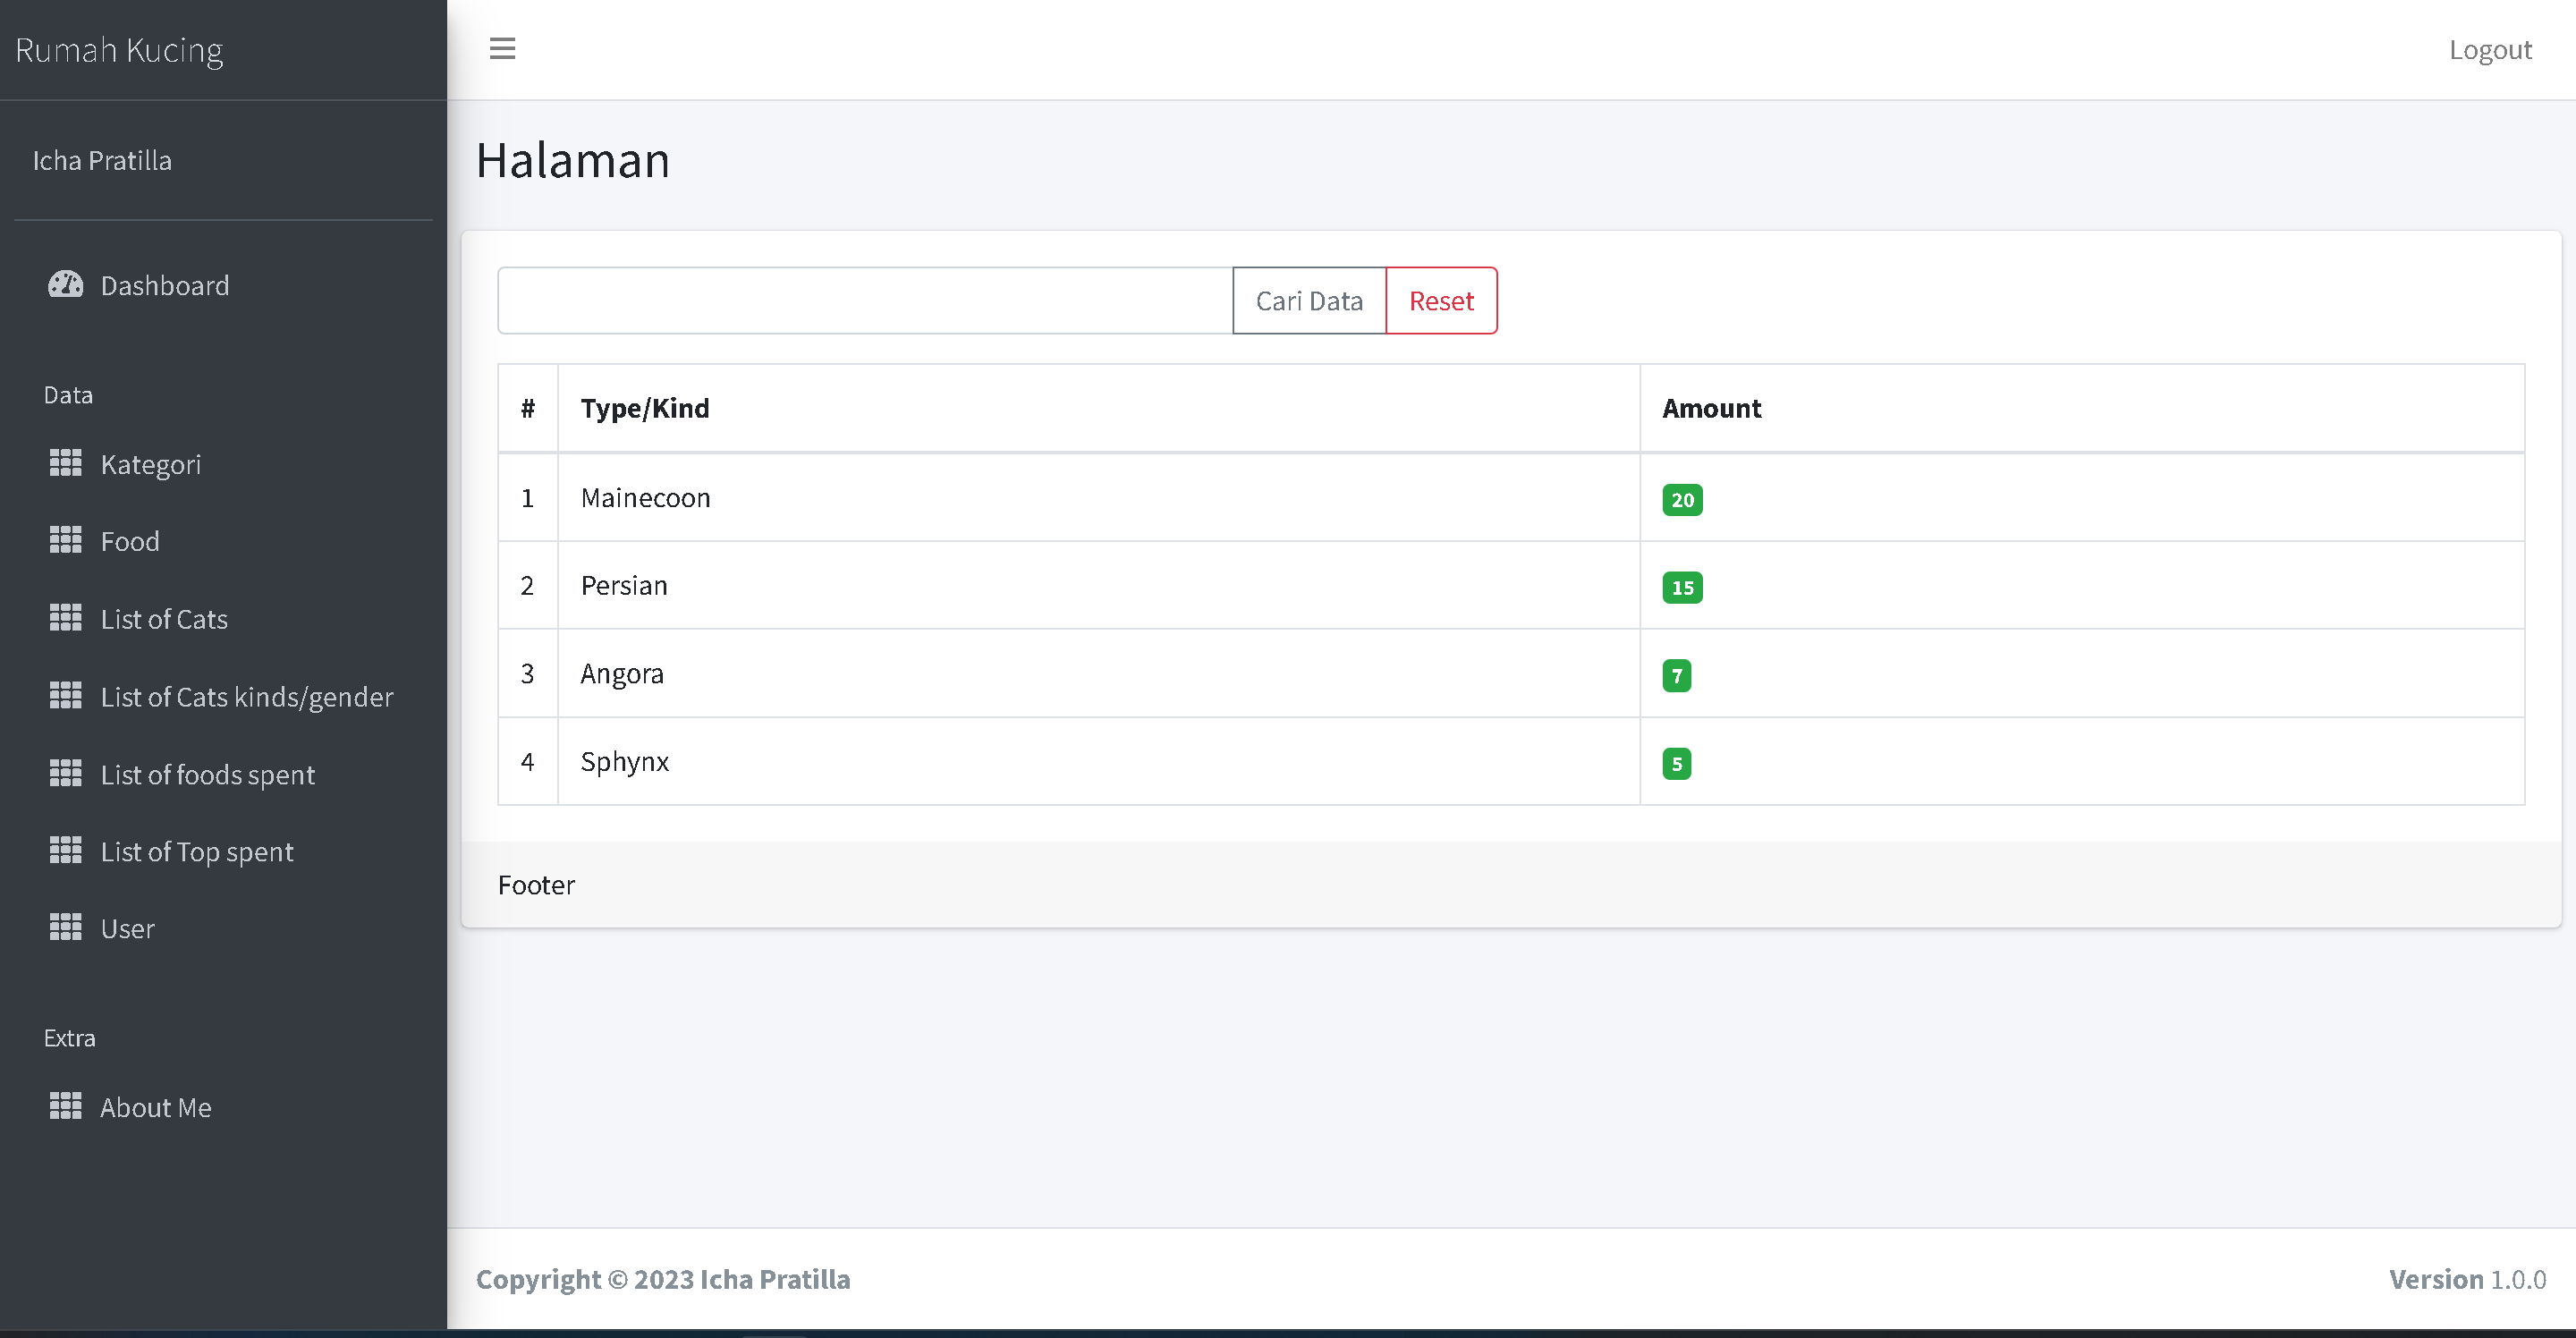 Rumah Kucing
Logout
Icha Pratilla
Halaman
Dashboard
Cari Data Reset
Data
Kategori
Food
List of Cats
List of Cats kinds/gender
List of foods spent
List of Top spent
User
Extra
About Me
# Type/Kind Amount
1 Mainecoon 20
2 Persian 15
3 Angora 7
4 Sphynx 5
Footer
Copyright © 2023 Icha Pratilla
Version 1.0.0